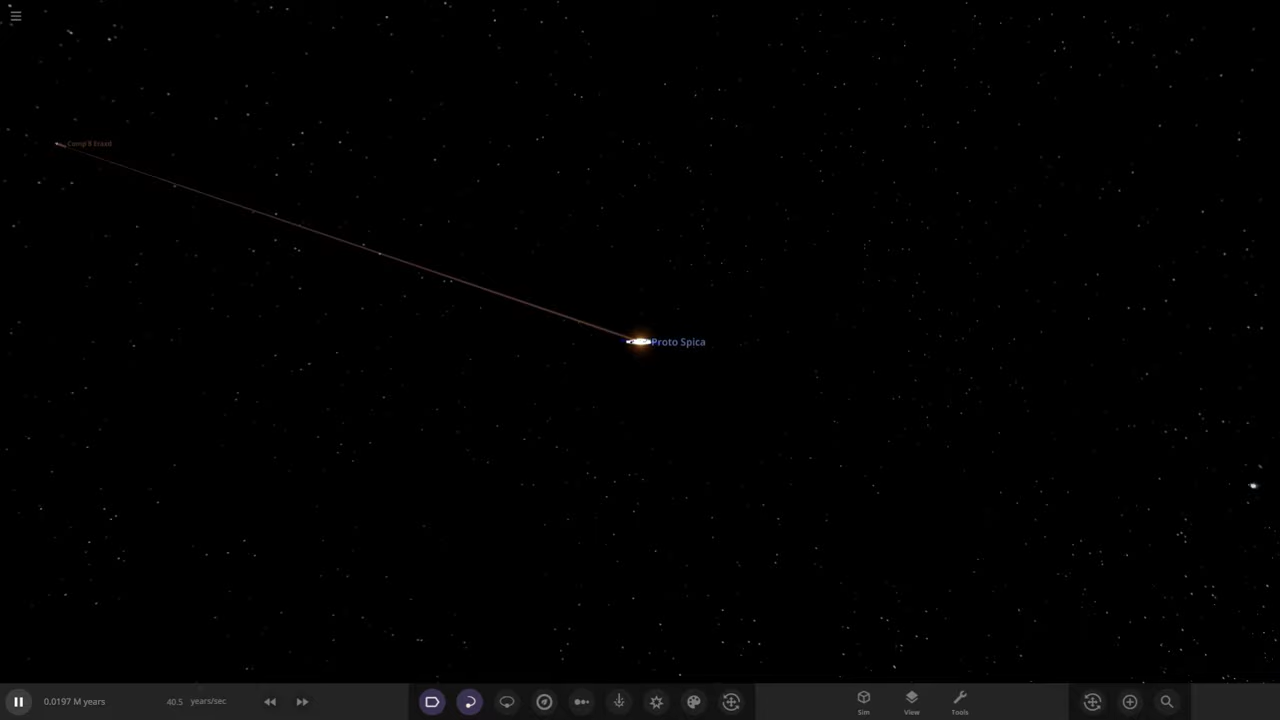 Proto Spica
0.0197 M years
40.5 years/sec
Sim
View
Tools